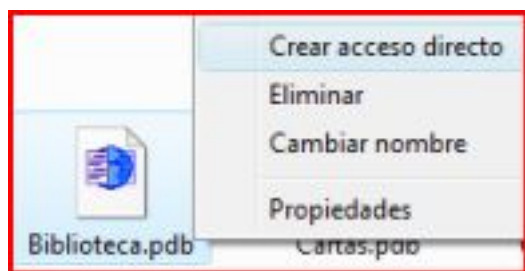 Crear acceso directo
Eliminar
Cambiar nombre
Propiedades
Biblioteca.pdb
Cartas.pdb